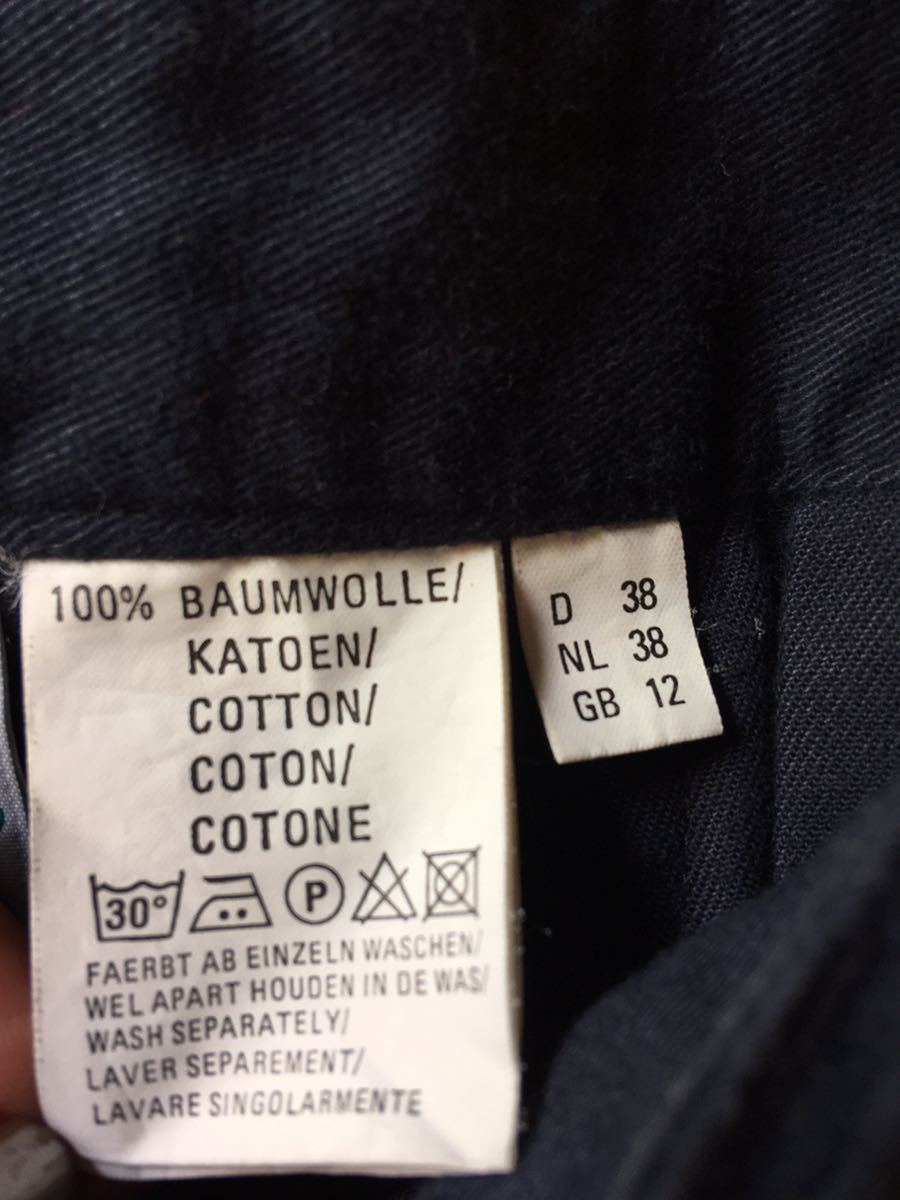 100% BAUMWOLLE/
KATOEN/
COTTON/
COTON/
COTONE
30°
P
FAERBT AB EINZELN WASCHEN/
WEL APART HOUDEN IN DE WAS/
WASH SEPARATELY/
LAVER SEPAREMENT/
LAVARE SINGOLARMENTE
D 38
NL 38
GB 12